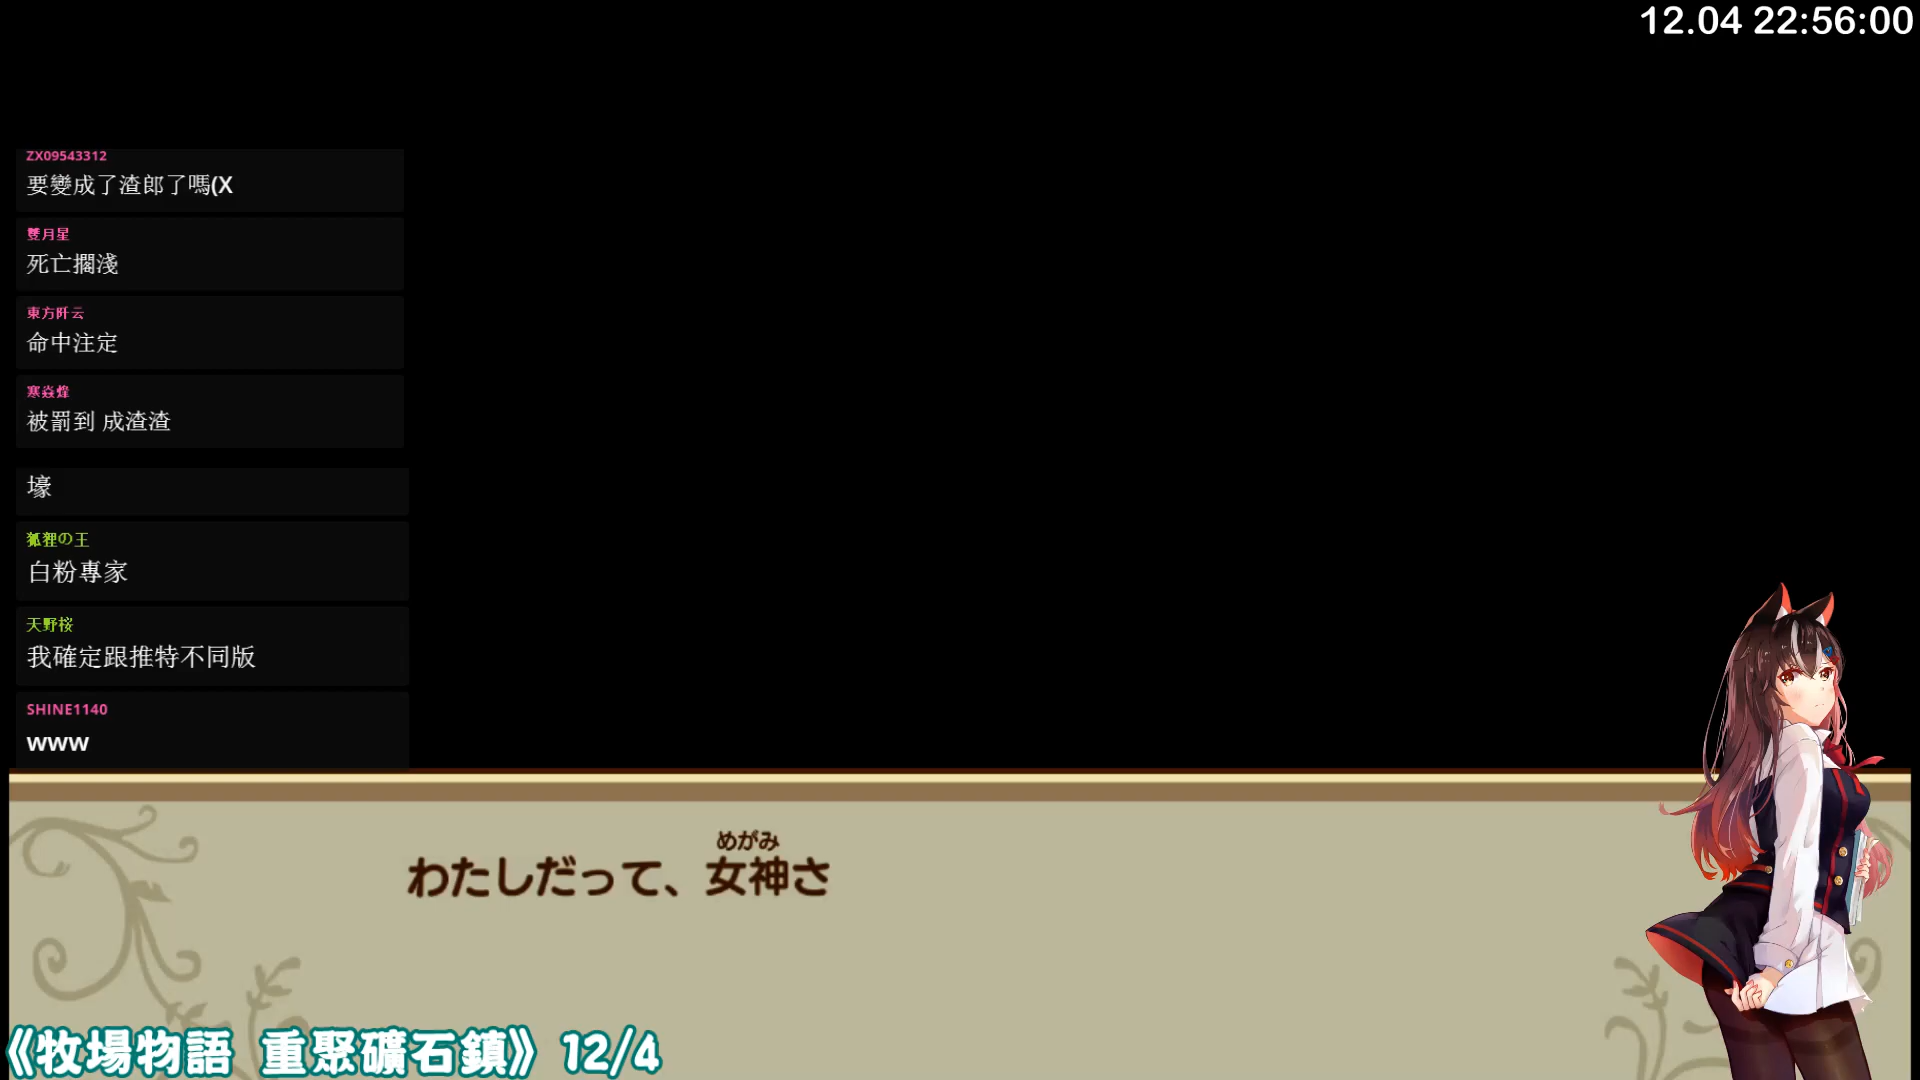 12.04 22:56:00
ZX09543312
要變成了渣郎了嗎(X
雙月星
死亡擱淺
東方阡云
命中注定
寒焱煒
被罰到 成渣渣
壕
狐狸の王
白粉專家
天野桜
我確定跟推特不同版
SHINE1140
www
めがみ
わたしだって、女神さ
《牧場物語 重聚礦石鎮》 12/4